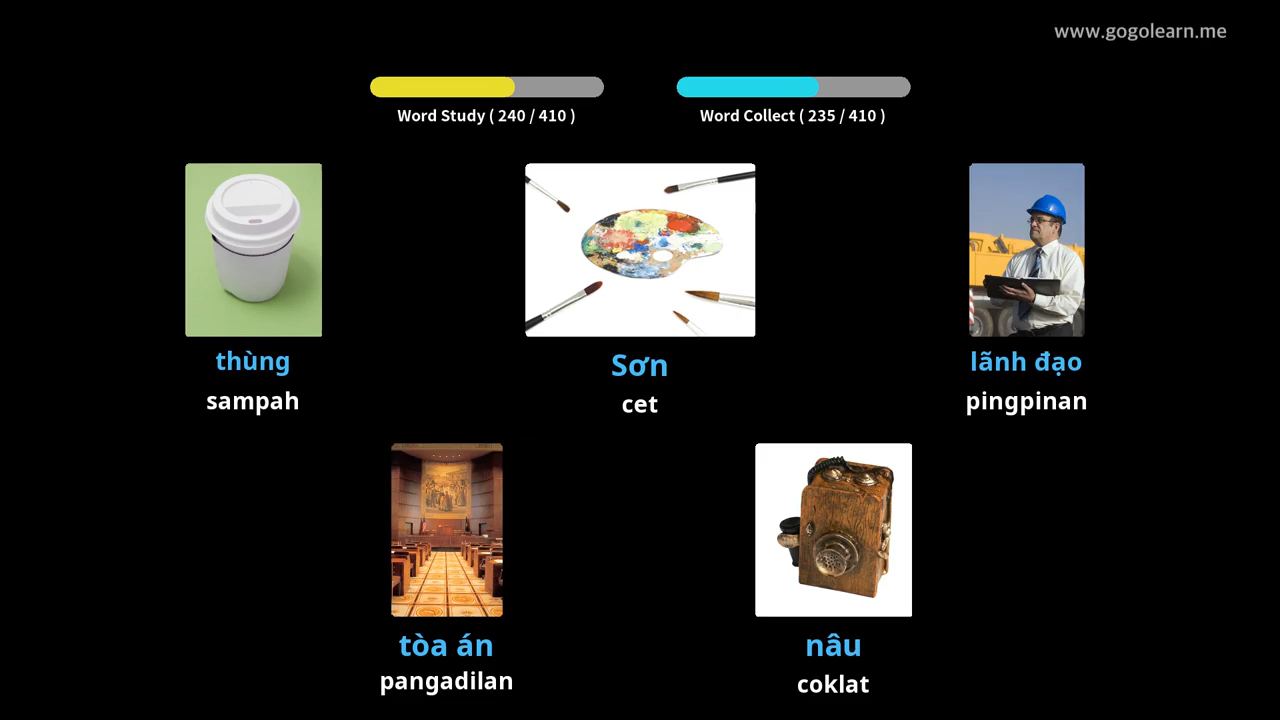 www.gogolearn.me
Word Study ( 240 / 410 )
Word Collect ( 235 / 410 )
thùng
sampah
Sơn
cet
lãnh đạo
pingpinan
tòa án
pangadilan
nâu
coklat